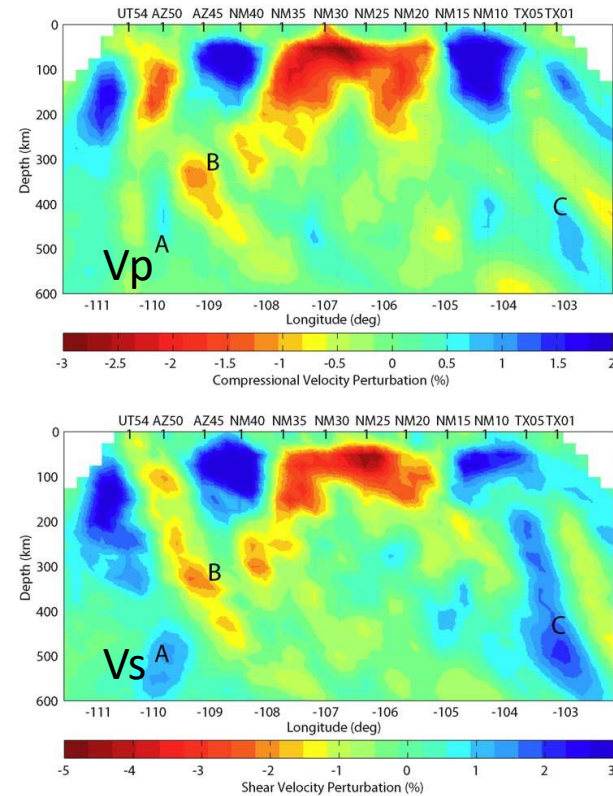 UT54 AZ50 AZ45 NM40 NM35 NM30 NM25 NM20 NM15 NM10 TX05 TX01
0
100
200
300
400
500
600
Depth (km)
B
A
C
Vp
-111 -110 -109 -108 -107 -106 -105 -104 -103
Longitude (deg)
-3 -2.5 -2 -1.5 -1 -0.5 0 0.5 1 1.5 2
Compressional Velocity Perturbation (%)
UT54 AZ50 AZ45 NM40 NM35 NM30 NM25 NM20 NM15 NM10 TX05 TX01
0
100
200
300
400
500
600
Depth (km)
B
A
C
Vs
-111 -110 -109 -108 -107 -106 -105 -104 -103
Longitude (deg)
-5 -4 -3 -2 -1 0 1 2 3
Shear Velocity Perturbation (%)